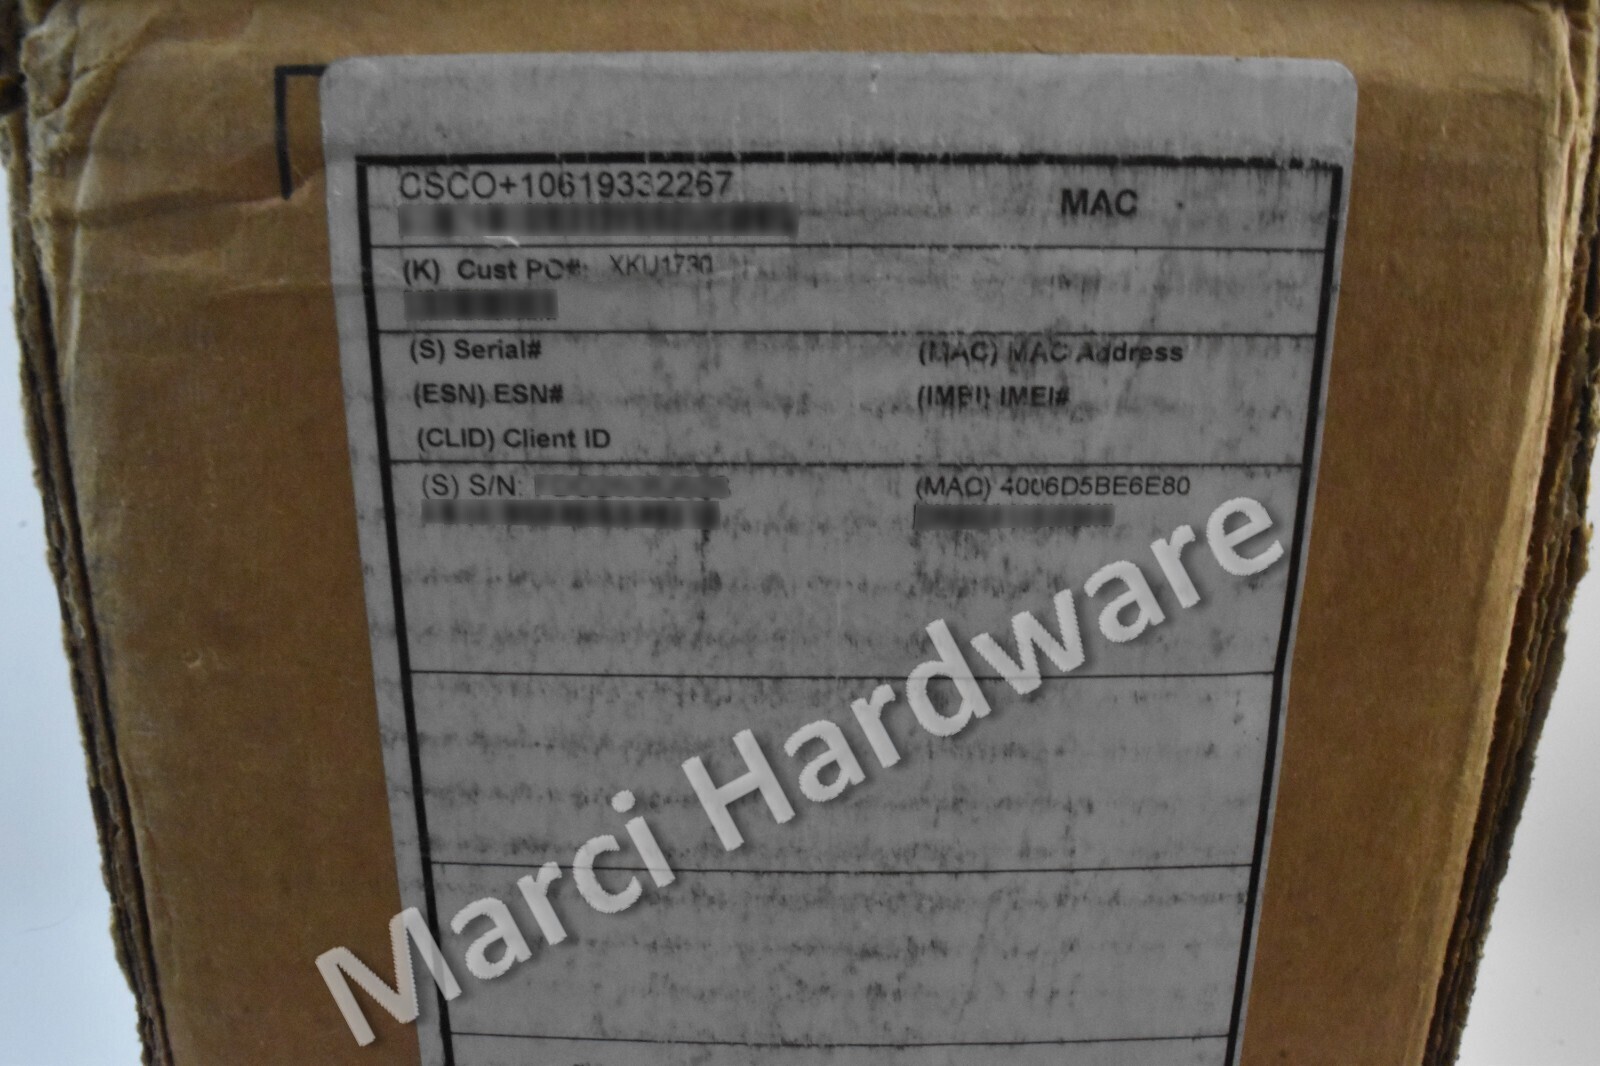 CSCO+10619332267
MAC
(K) Cust PO#: XKU1730
(S) Serial#
(MAC) MAC Address
(ESN) ESN#
(IMEI) IMEI#
(CLID) Client ID
(S) S/N:
(MAC) 4006D5BE6E80
Marci Hardware